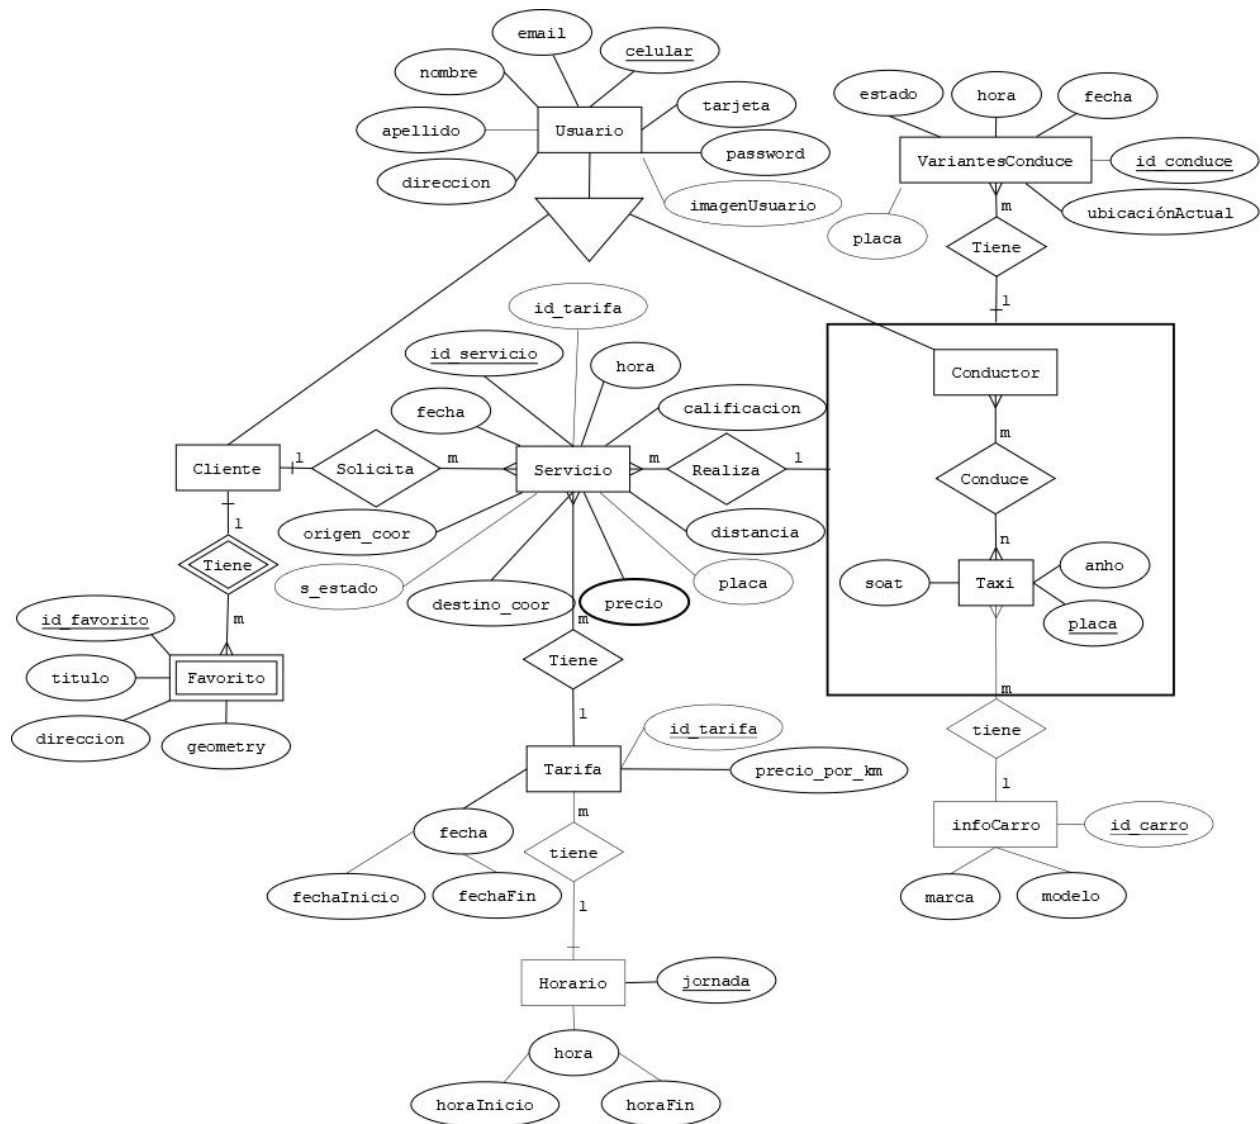 email
celular
nombre
estado
hora
fecha
tarjeta
apellido
Usuario
password
VariantesConduce
id_conduce
direccion
imagenUsuario
ubicaciónActual
placa
m
Tiene
1
id_tarifa
id_servicio
hora
Conductor
fecha
calificacion
m
Cliente
1
Solicita
m
Servicio
m
Realiza
1
Conduce
1
origen_coor
distancia
n
Tiene
s_estado
destino_coor
precio
placa
soat
Taxi
anho
placa
m
id_favorito
m
Tiene
titulo
Favorito
direccion
geometry
1
m
tiene
1
id_tarifa
Tarifa
precio_por_km
m
fecha
tiene
infoCarro
id_carro
fechaInicio
fechaFin
1
marca
modelo
Horario
jornada
hora
horaInicio
horaFin